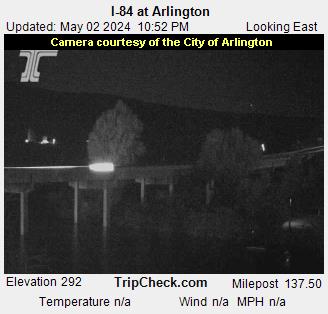 I-84 at Arlington
Updated: May 02 2024 10:52 PM Looking East
Camera courtesy of the City of Arlington
Elevation 292 TripCheck.com Milepost 137.50
Temperature n/a Wind n/a MPH n/a